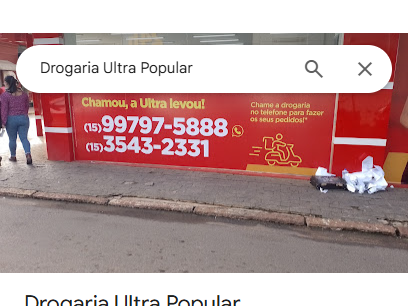 Drogaria Ultra Popular
Chamou, a Ultra levou!
(15)99797-5888
(15)3543-2331
Chame a drogaria
no telefone para fazer
os seus pedidos!*
Drogaria Ultra Popular